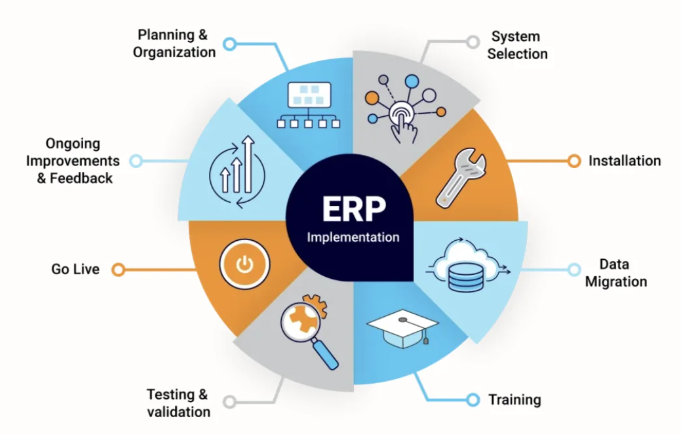 Planning &
Organization
System
Selection
Ongoing
Improvements
& Feedback
Installation
ERP
Implementation
Go Live
Data
Migration
Testing &
validation
Training